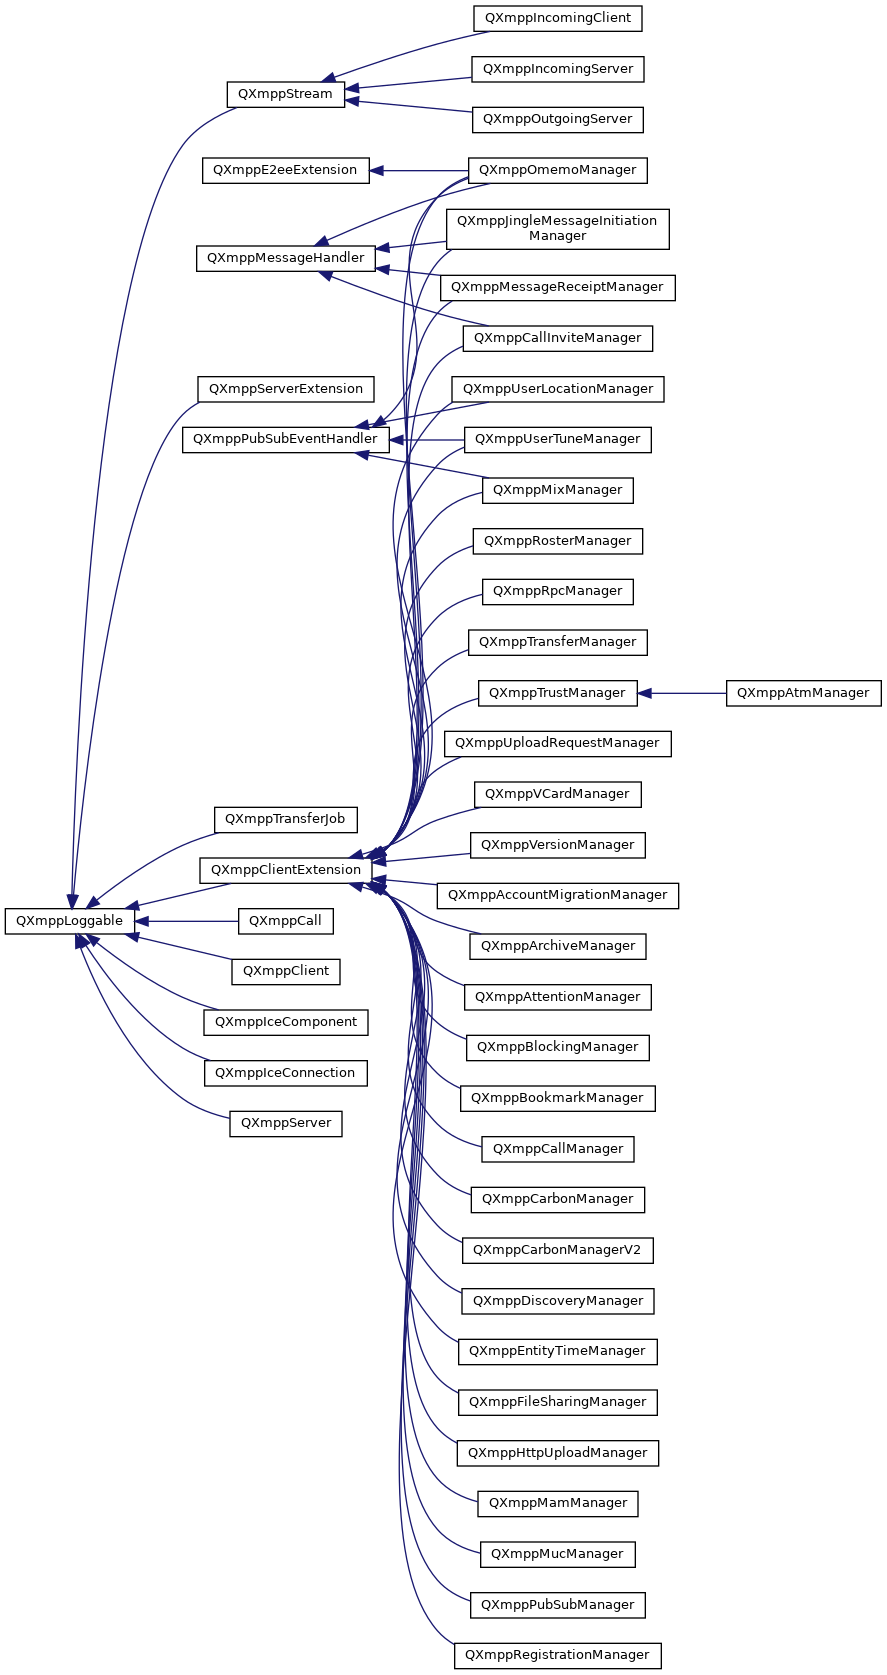 QXmppIncomingClient
QXmppIncomingServer
QXmppStream
QXmppOutgoingServer
QXmppE2eeExtension
QXmppOmemoManager
QXmppJingleMessageInitiation
Manager
QXmppMessageHandler
QXmppMessageReceiptManager
QXmppCallInviteManager
QXmppServerExtension
QXmppUserLocationManager
QXmppPubSubEventHandler
QXmppUserTuneManager
QXmppMixManager
QXmppRosterManager
QXmppRpcManager
QXmppTransferManager
QXmppTrustManager
QXmppAtmManager
QXmppUploadRequestManager
QXmppVCardManager
QXmppTransferJob
QXmppVersionManager
QXmppClientExtension
QXmppAccountMigrationManager
QXmppLoggable
QXmppCall
QXmppArchiveManager
QXmppClient
QXmppAttentionManager
QXmppIceComponent
QXmppBlockingManager
QXmppIceConnection
QXmppBookmarkManager
QXmppServer
QXmppCallManager
QXmppCarbonManager
QXmppCarbonManagerV2
QXmppDiscoveryManager
QXmppEntityTimeManager
QXmppFileSharingManager
QXmppHttpUploadManager
QXmppMamManager
QXmppMucManager
QXmppPubSubManager
QXmppRegistrationManager